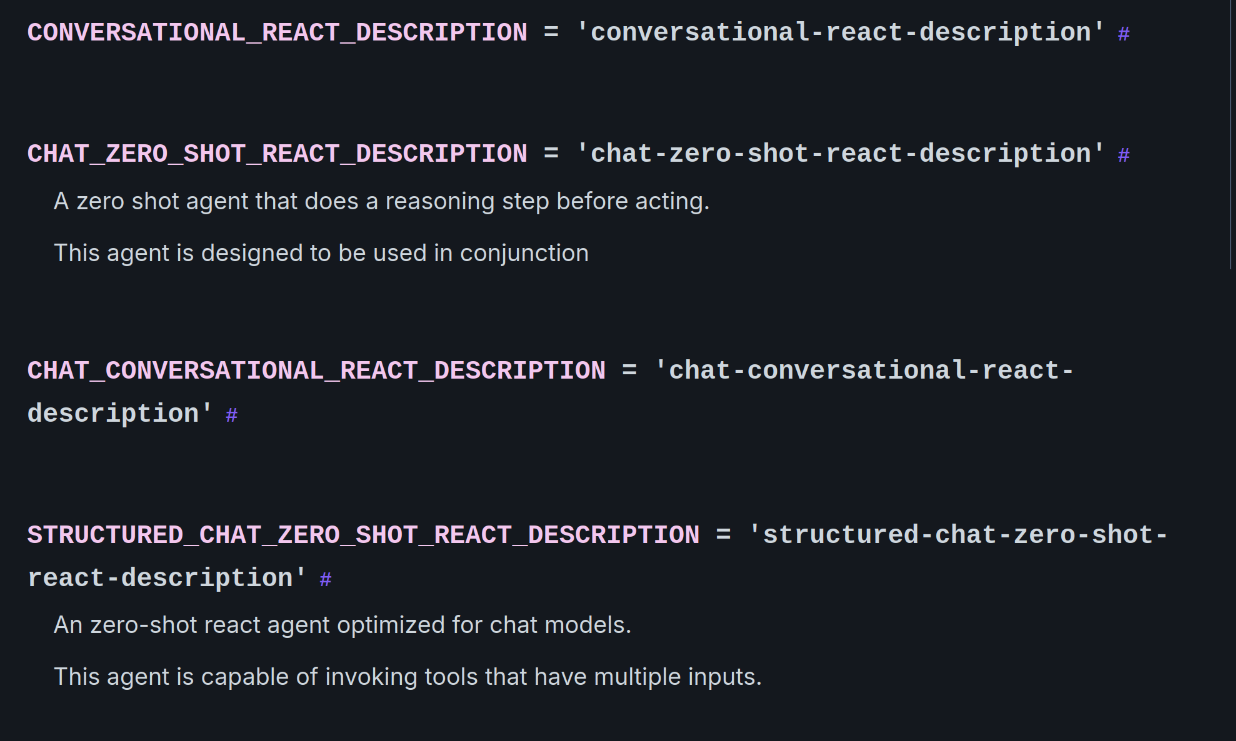 CONVERSATIONAL_REACT_DESCRIPTION = 'conversational-react-description' #
CHAT_ZERO_SHOT_REACT_DESCRIPTION = 'chat-zero-shot-react-description' #
A zero shot agent that does a reasoning step before acting.
This agent is designed to be used in conjunction
CHAT_CONVERSATIONAL_REACT_DESCRIPTION = 'chat-conversational-react-
description' #
STRUCTURED_CHAT_ZERO_SHOT_REACT_DESCRIPTION = 'structured-chat-zero-shot-
react-description' #
An zero-shot react agent optimized for chat models.
This agent is capable of invoking tools that have multiple inputs.